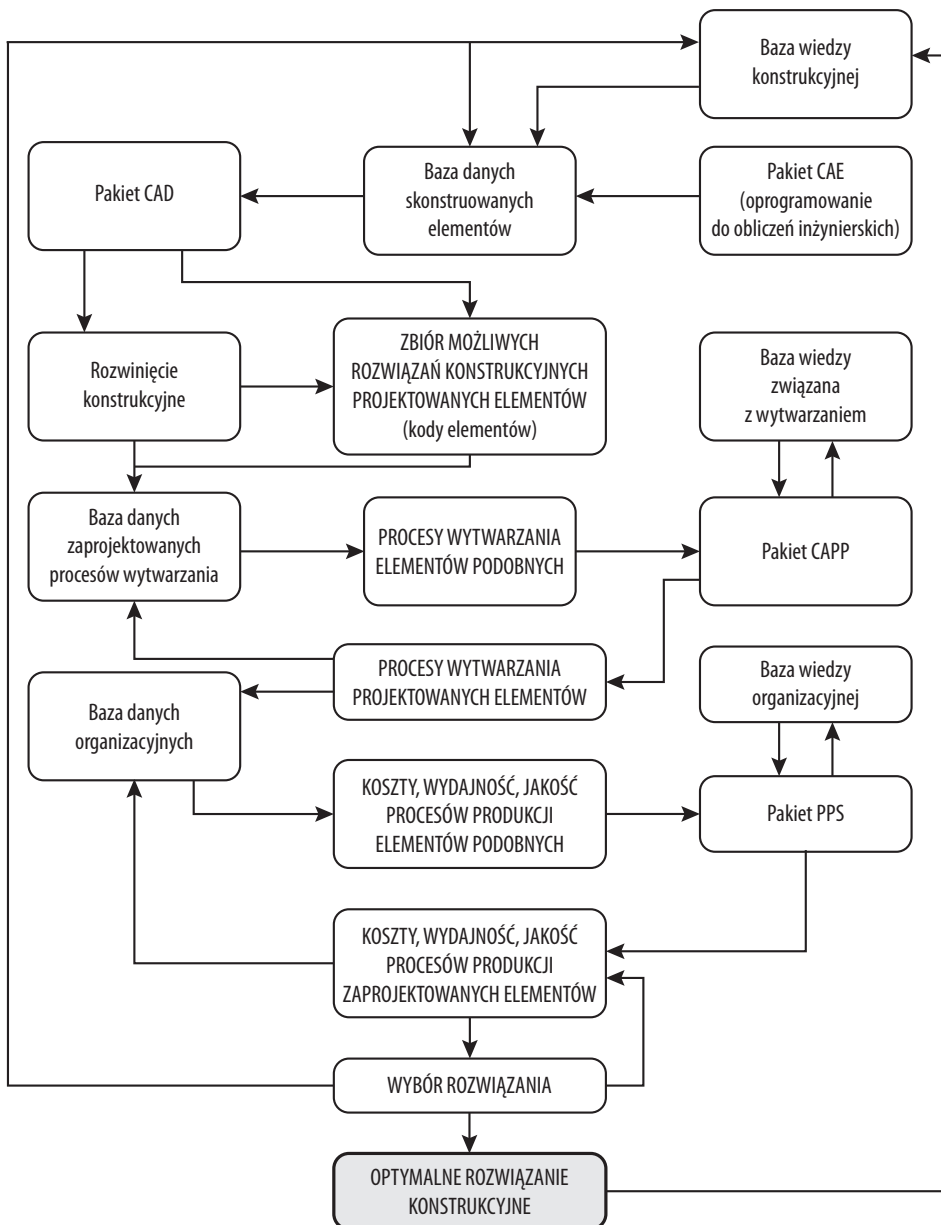 Baza wiedzy
konstrukcyjnej
Pakiet CAD
Baza danych
skonstruowanych
elementów
Pakiet CAE
(oprogramowanie
do obliczeń inżynierskich)
Rozwinięcie
konstrukcyjne
ZBIÓR MOŻLIWYCH
ROZWIĄZAŃ KONSTRUKCYJNYCH
PROJEKTOWANYCH ELEMENTÓW
(kody elementów)
Baza wiedzy
związana
z wytwarzaniem
Baza danych
zaprojektowanych
procesów wytwarzania
PROCESY WYTWARZANIA
ELEMENTÓW PODOBNYCH
Pakiet CAPP
PROCESY WYTWARZANIA
PROJEKTOWANYCH ELEMENTÓW
Baza wiedzy
organizacyjnej
Baza danych
organizacyjnych
KOSZTY, WYDAJNOŚĆ, JAKOŚĆ
PROCESÓW PRODUKCJI
ELEMENTÓW PODOBNYCH
Pakiet PPS
KOSZTY, WYDAJNOŚĆ, JAKOŚĆ
PROCESÓW PRODUKCJI
ZAPROJEKTOWANYCH ELEMENTÓW
WYBÓR ROZWIĄZANIA
OPTYMALNE ROZWIĄZANIE
KONSTRUKCYJNE